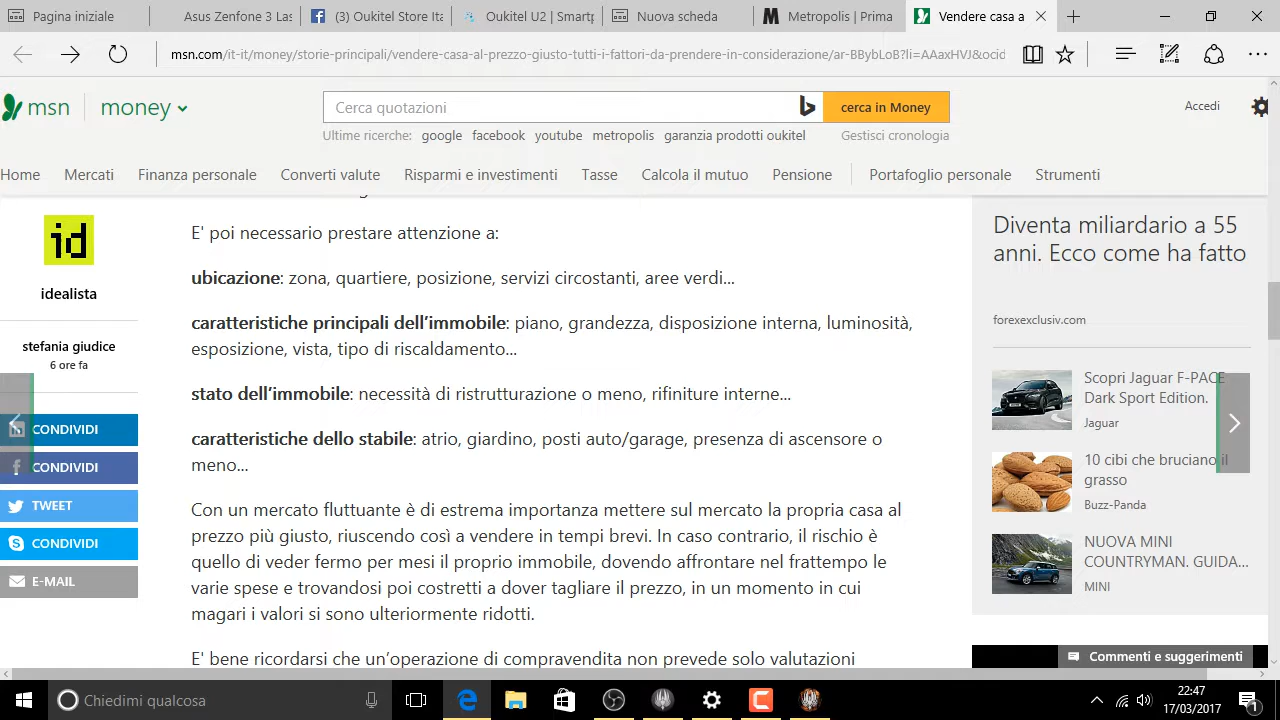 Pagina iniziale
Asus Zenfone 3 Las
(3) Oukitel Store Ita
Oukitel U2 | Smartp
Nuova scheda
Metropolis | Prima
Vendere casa a
msn.com/it-it/money/storie-principali/vendere-casa-al-prezzo-giusto-tutti-i-fattori-da-prendere-in-considerazione/ar-BBybLoB?li=AAaxHVJ&ocid
msn money
Cerca quotazioni
cerca in Money
Accedi
Ultime ricerche: google facebook youtube metropolis garanzia prodotti oukitel Gestisci cronologia
Home Mercati Finanza personale Converti valute Risparmi e investimenti Tasse Calcola il mutuo Pensione Portafoglio personale Strumenti
id
idealista
stefania giudice
6 ore fa
CONDIVIDI
CONDIVIDI
TWEET
CONDIVIDI
E-MAIL
E' poi necessario prestare attenzione a:
ubicazione: zona, quartiere, posizione, servizi circostanti, aree verdi...
caratteristiche principali dell’immobile: piano, grandezza, disposizione interna, luminosità,
esposizione, vista, tipo di riscaldamento...
stato dell’immobile: necessità di ristrutturazione o meno, rifiniture interne...
caratteristiche dello stabile: atrio, giardino, posti auto/garage, presenza di ascensore o
meno...
Con un mercato fluttuante è di estrema importanza mettere sul mercato la propria casa al
prezzo più giusto, riuscendo così a vendere in tempi brevi. In caso contrario, il rischio è
quello di veder fermo per mesi il proprio immobile, dovendo affrontare nel frattempo le
varie spese e trovandosi poi costretti a dover tagliare il prezzo, in un momento in cui
magari i valori si sono ulteriormente ridotti.
E' bene ricordarsi che un’operazione di compravendita non prevede solo valutazioni
Diventa miliardario a 55
anni. Ecco come ha fatto
forexexclusiv.com
Scopri Jaguar F-PACE
Dark Sport Edition.
Jaguar
10 cibi che bruciano il
grasso
Buzz-Panda
NUOVA MINI
COUNTRYMAN. GUIDA...
MINI
Commenti e suggerimenti
Chiedimi qualcosa
22:47
17/03/2017
1